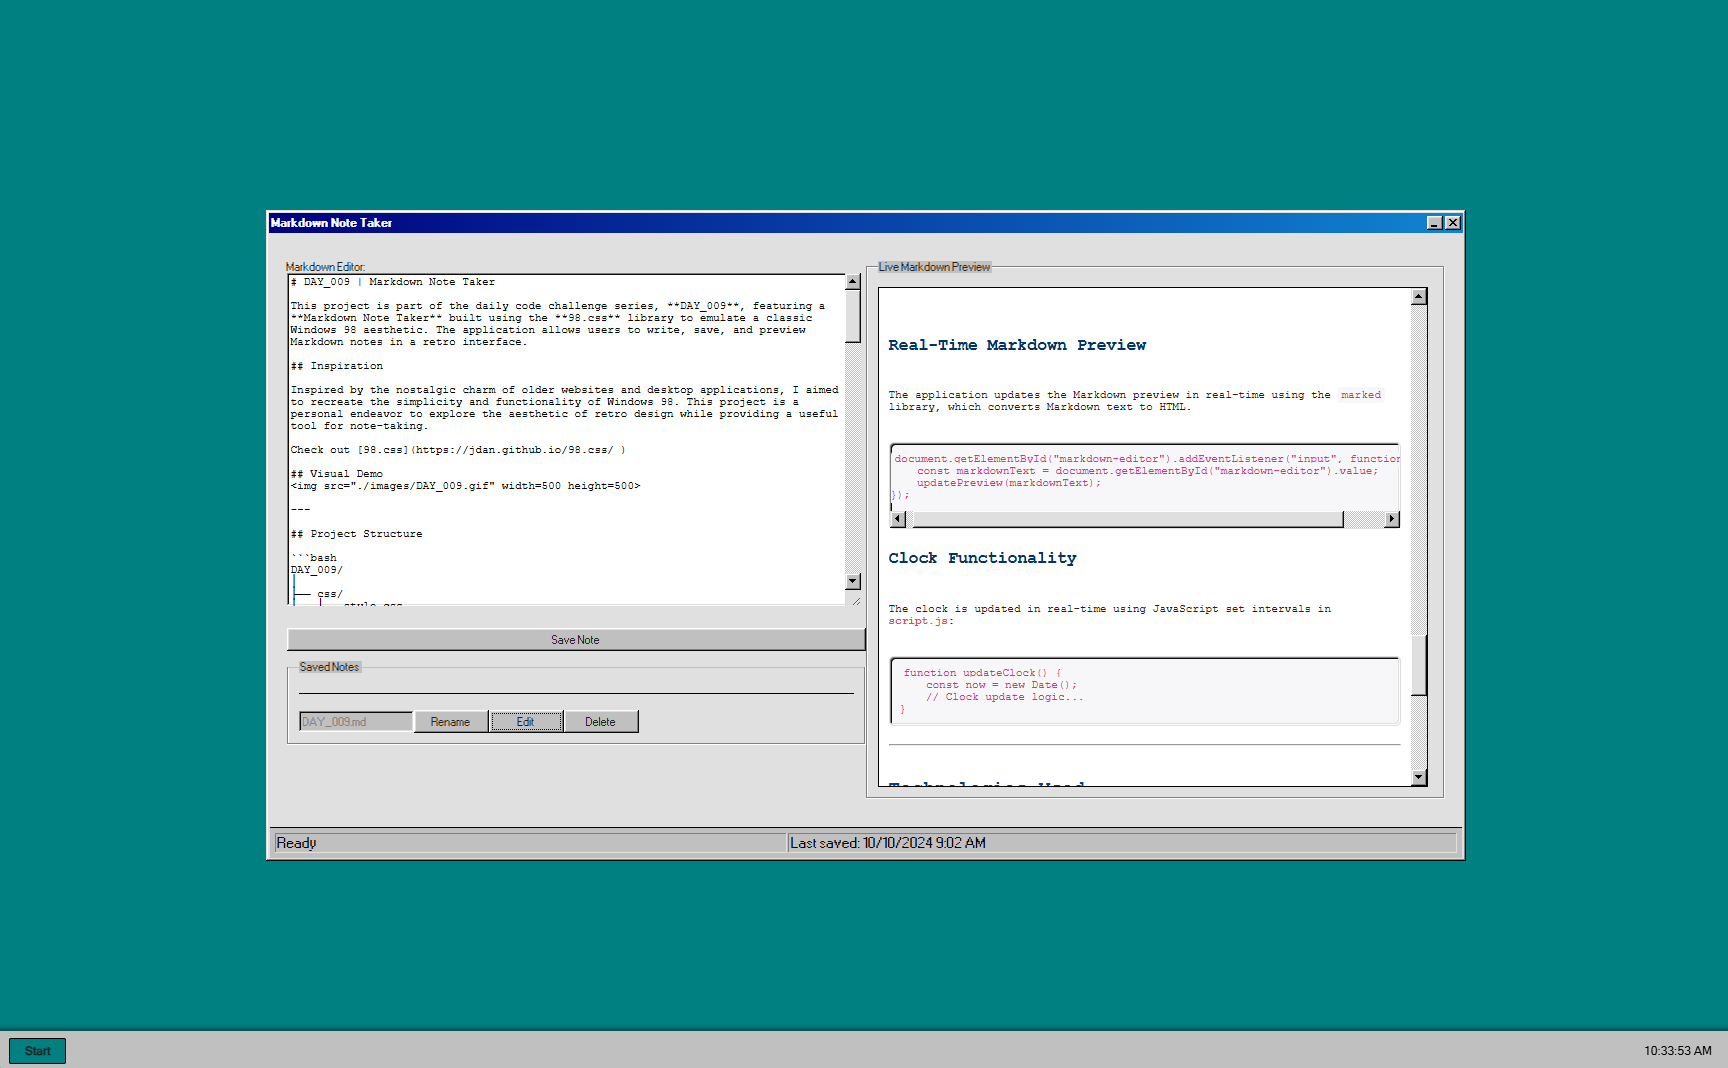 Markdown Note Taker
Markdown Editor:
# DAY_009 | Markdown Note Taker
This project is part of the daily code challenge series, **DAY_009**, featuring a
**Markdown Note Taker** built using the **98.css** library to emulate a classic
Windows 98 aesthetic. The application allows users to write, save, and preview
Markdown notes in a retro interface.
## Inspiration
Inspired by the nostalgic charm of older websites and desktop applications, I aimed
to recreate the simplicity and functionality of Windows 98. This project is a
personal endeavor to explore the aesthetic of retro design while providing a useful
tool for note-taking.
Check out [98.css](https://jdan.github.io/98.css/ )
## Visual Demo
<img src="./images/DAY_009.gif" width=500 height=500>
---
## Project Structure
```bash
DAY_009/
│
├── css/
│   └── style.css
Save Note
Saved Notes
DAY_009.md
Rename
Edit
Delete
Live Markdown Preview
Real-Time Markdown Preview
The application updates the Markdown preview in real-time using the marked
library, which converts Markdown text to HTML.
document.getElementById("markdown-editor").addEventListener("input", function
const markdownText = document.getElementById("markdown-editor").value;
updatePreview(markdownText);
});
Clock Functionality
The clock is updated in real-time using JavaScript set intervals in
script.js:
function updateClock() {
const now = new Date();
// Clock update logic...
}
Technologies Used
Ready
Last saved: 10/10/2024 9:02 AM
Start
10:33:53 AM